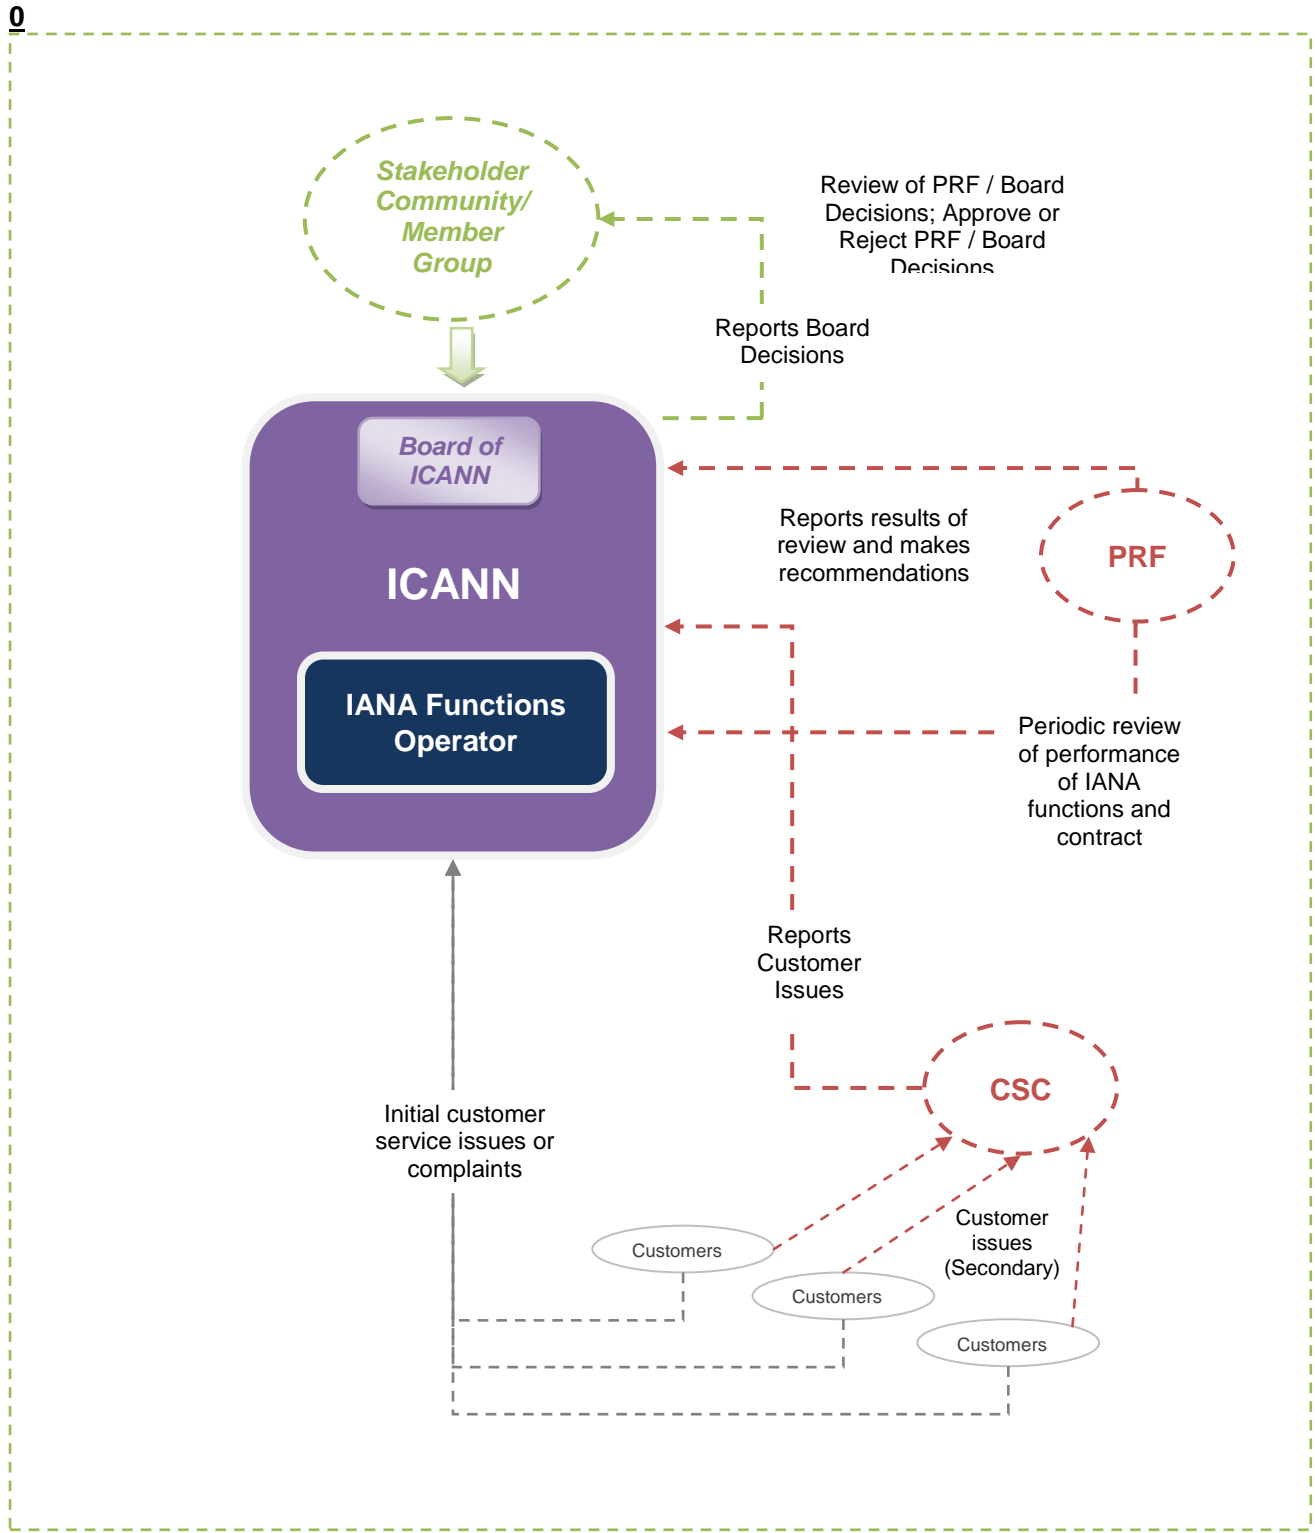 0
Stakeholder
Community/
Member
Group
Review of PRF / Board
Decisions; Approve or
Reject PRF / Board
Decisions
Reports Board
Decisions
Board of
ICANN
ICANN
IANA Functions
Operator
Reports results of
review and makes
recommendations
PRF
Periodic review
of performance
of IANA
functions and
contract
Reports
Customer
Issues
CSC
Initial customer
service issues or
complaints
Customer
issues
(Secondary)
Customers
Customers
Customers